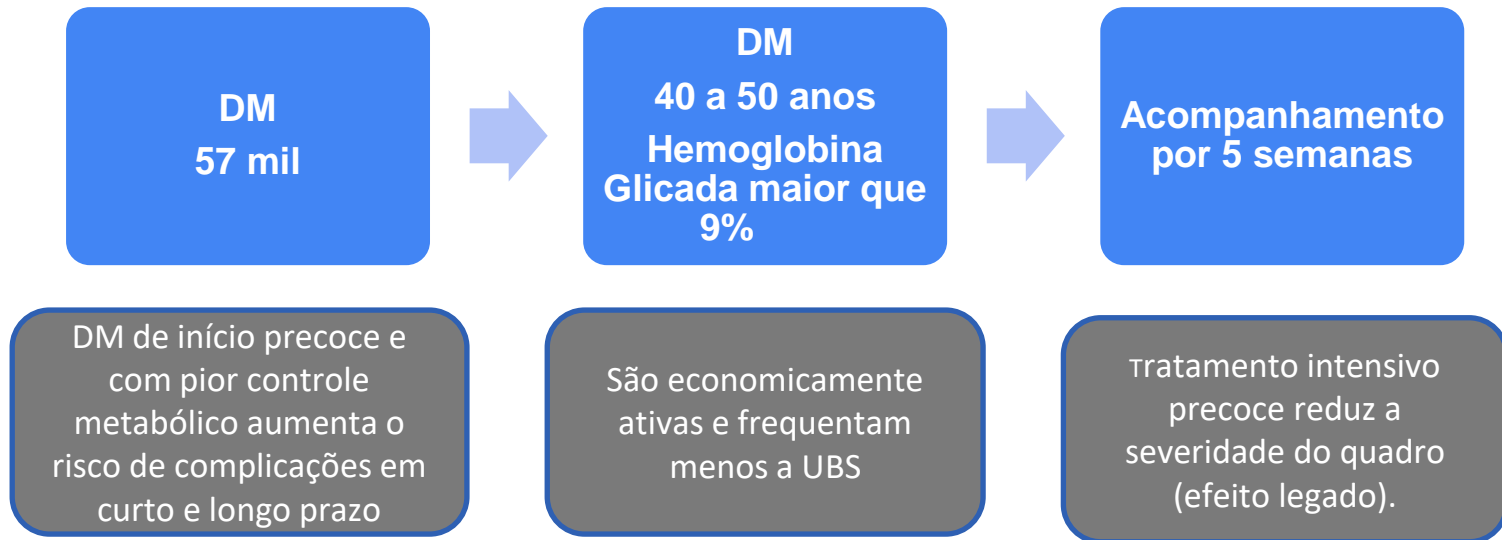 DM
57 mil
DM
40 a 50 anos
Hemoglobina
Glicada maior que
9%
Acompanhamento
por 5 semanas
DM de início precoce e
com pior controle
metabólico aumenta o
risco de complicações em
curto e longo prazo
São economicamente
ativas e frequentam
menos a UBS
Tratamento intensivo
precoce reduz a
severidade do quadro
(efeito legado).